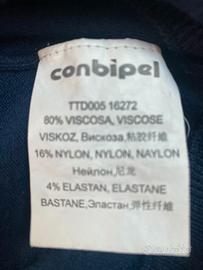 conbipel
TTD005 16272
80% VISCOSA, VISCOSE
VISKOZ, Вискоза,粘胶纤维
16% NYLON, NYLON, NAYLON
Нейлон,尼龙
4% ELASTAN, ELASTANE
BASTANE,Эластан,弹性纤维